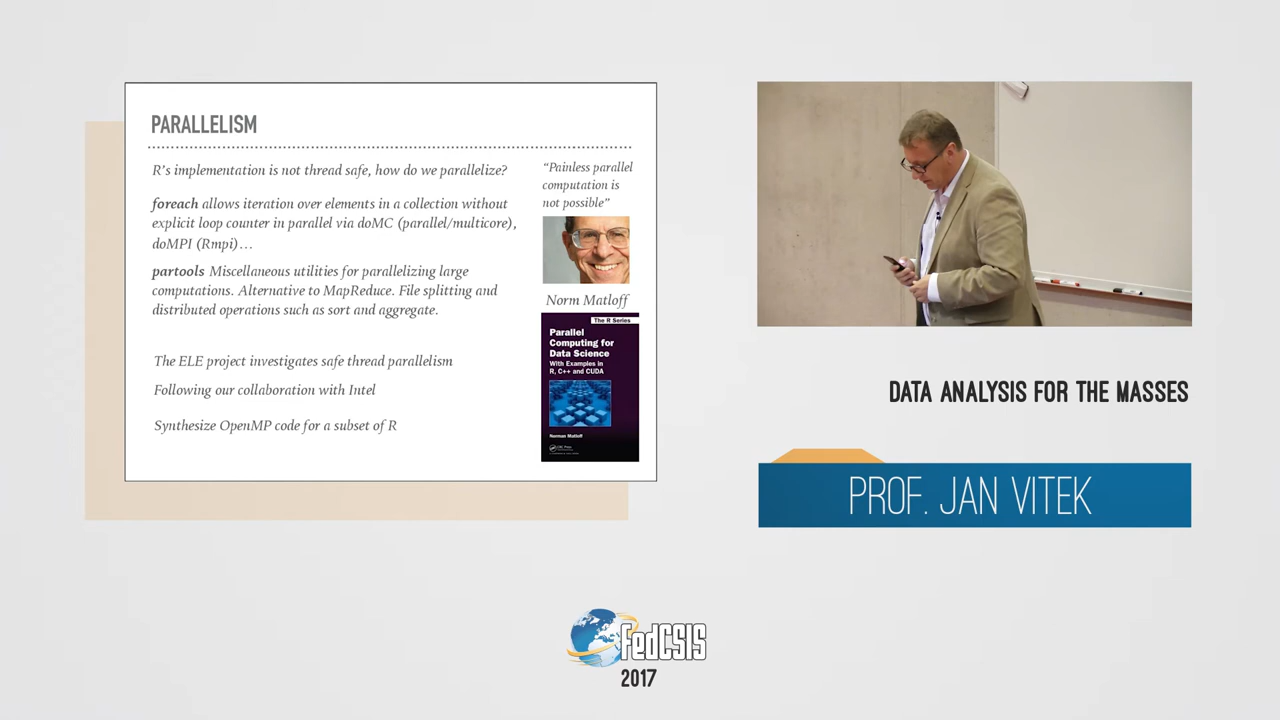 PARALLELISM
R's implementation is not thread safe, how do we parallelize?
foreach allows iteration over elements in a collection without
explicit loop counter in parallel via doMC (parallel/multicore),
doMPI (Rmpi)…
partools Miscellaneous utilities for parallelizing large
computations. Alternative to MapReduce. File splitting and
distributed operations such as sort and aggregate.
The ELE project investigates safe thread parallelism
Following our collaboration with Intel
Synthesize OpenMP code for a subset of R
“Painless parallel
computation is
not possible”
Norm Matloff
The R Series
Parallel
Computing for
Data Science
With Examples in
R, C++ and CUDA
Norman Matloff
DATA ANALYSIS FOR THE MASSES
PROF. JAN VITEK
FedCSIS
2017